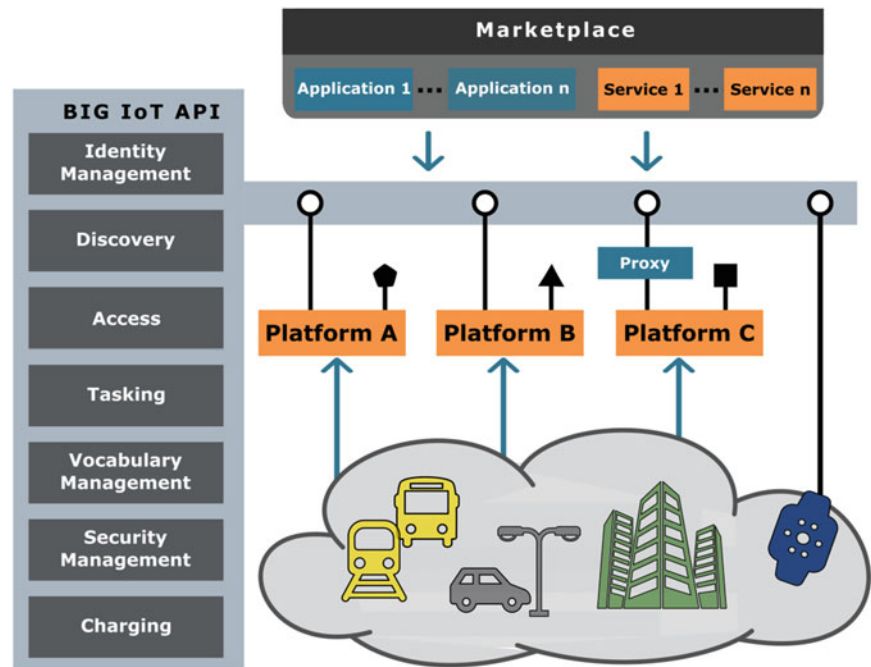 Marketplace
Application 1 ... Application n Service 1 ... Service n
BIG IoT API
Identity
Management
Discovery
Access
Tasking
Vocabulary
Management
Security
Management
Charging
Proxy
Platform A Platform B Platform C